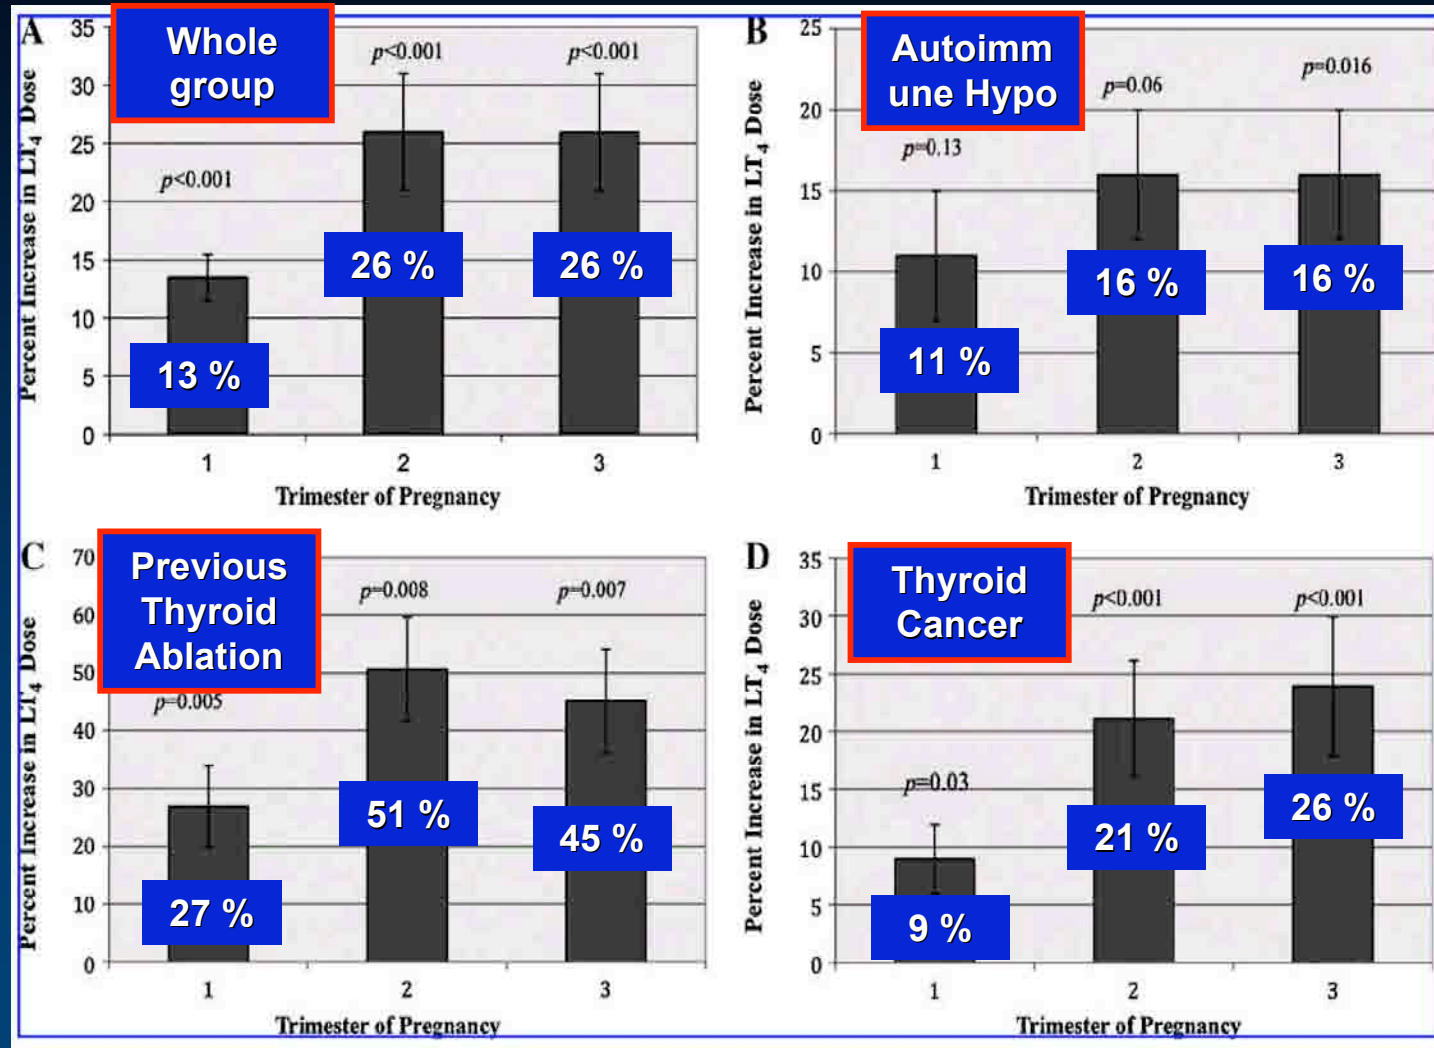 A
Whole
group
Percent Increase in LT4 Dose
35
30
25
20
15
10
5
0
p<0.001
p<0.001
p<0.001
13 %
26 %
26 %
1
2
3
Trimester of Pregnancy
B
Autoimm
une Hypo
Percent Increase in LT4 Dose
25
20
15
10
5
0
p=0.13
p=0.06
p=0.016
11 %
16 %
16 %
1
2
3
Trimester of Pregnancy
C
Previous
Thyroid
Ablation
Percent Increase in LT4 Dose
70
60
50
40
30
20
10
0
p=0.005
p=0.008
p=0.007
27 %
51 %
45 %
1
2
3
Trimester of Pregnancy
D
Thyroid
Cancer
Percent Increase in LT4 Dose
35
30
25
20
15
10
5
0
p=0.03
p<0.001
p<0.001
9 %
21 %
26 %
1
2
3
Trimester of Pregnancy